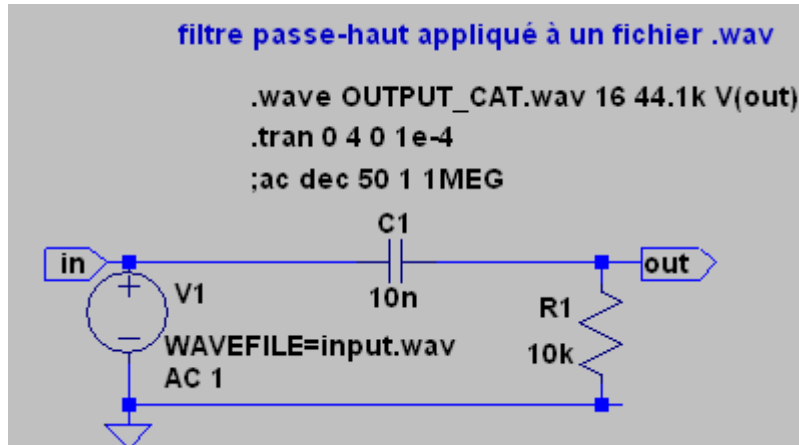 filtre passe-haut appliqué à un fichier .wav
.wave OUTPUT_CAT.wav 16 44.1k V(out)
.tran 0 4 0 1e-4
;ac dec 50 1 1MEG
C1
in
out
V1
10n
R1
WAVEFILE=input.wav
10k
AC 1